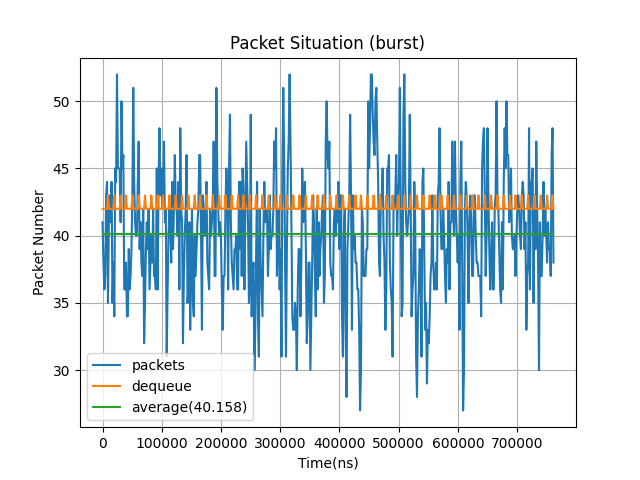 Packet Situation (burst)
Packet Number
50
45
40
35
30
packets
dequeue
average(40.158)
0
100000
200000
300000
400000
500000
600000
700000
Time(ns)